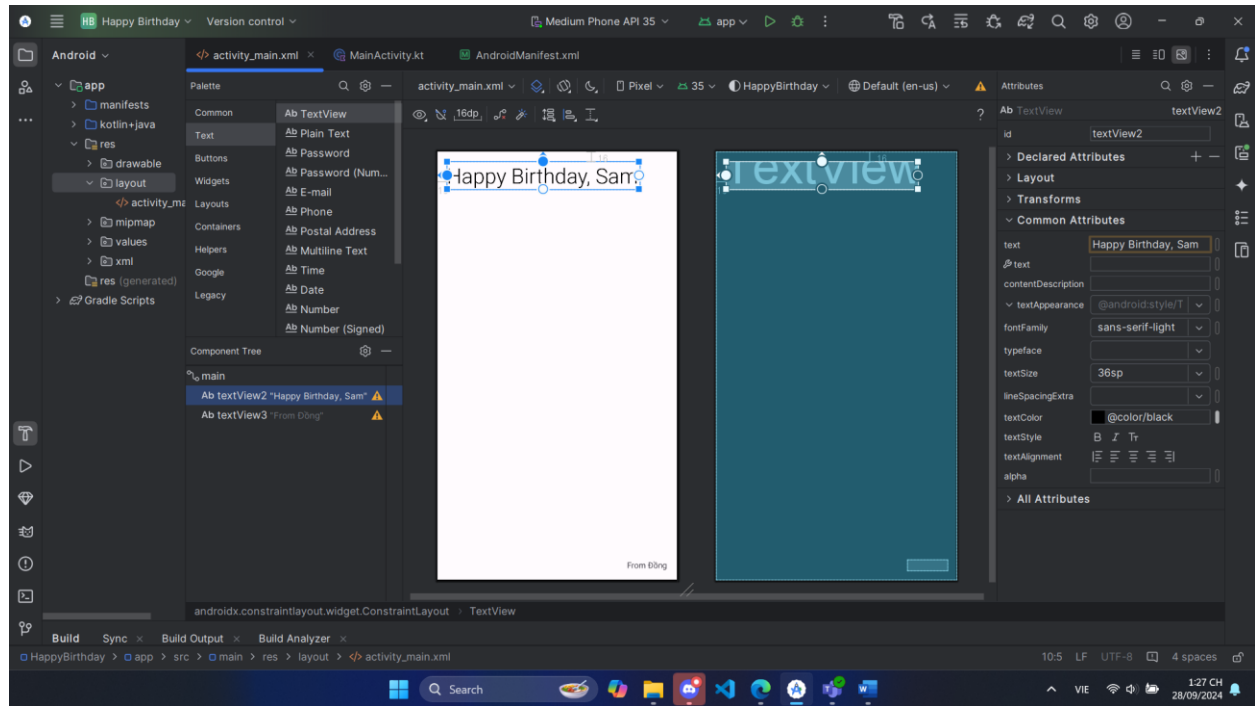 HB Happy Birthday Version control Medium Phone API 35 app
Android
activity_main.xml MainActivity.kt AndroidManifest.xml
app
manifests
kotlin+java
res
drawable
layout
activity_ma
mipmap
values
xml
res (generated)
Gradle Scripts
Palette
Common
Text
Buttons
Widgets
Layouts
Containers
Helpers
Google
Legacy
Ab TextView
Ab Plain Text
Ab Password
Ab Password (Num...
Ab E-mail
Ab Phone
Ab Postal Address
Ab Multiline Text
Ab Time
Ab Date
Ab Number
Ab Number (Signed)
Component Tree
main
Ab textView2 "Happy Birthday, Sam"
Ab textView3 "From Đồng"
activity_main.xml Pixel 35 HappyBirthday Default (en-us)
16dp ?
16
Happy Birthday, Sam
From Đồng
16
TextView
androidx.constraintlayout.widget.ConstraintLayout > TextView
Attributes
Ab TextView textView2
id textView2
Declared Attributes
Layout
Transforms
Common Attributes
text Happy Birthday, Sam
text
contentDescription
textAppearance @android:style/T
fontFamily sans-serif-light
typeface
textSize 36sp
lineSpacingExtra
textColor @color/black
textStyle B I Tт
textAlignment
alpha
All Attributes
Build Sync Build Output Build Analyzer
HappyBirthday > app > src > main > res > layout > activity_main.xml 10:5 LF UTF-8 4 spaces
Search VIE 1:27 CH
28/09/2024